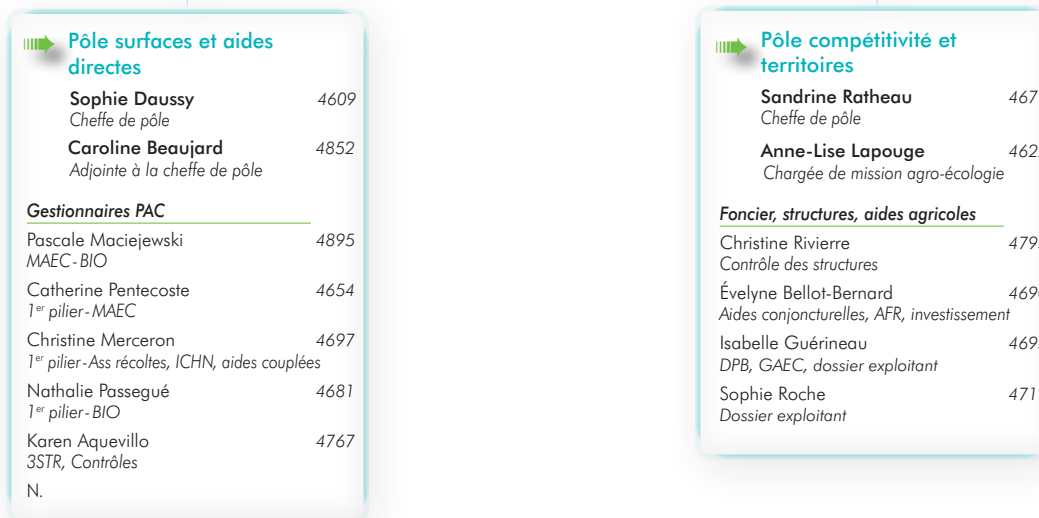 Pôle surfaces et aides
directes
Sophie Daussy 4609
Cheffe de pôle
Caroline Beaujard 4852
Adjointe à la cheffe de pôle
Gestionnaires PAC
Pascale Maciejewski 4895
MAEC-BIO
Catherine Pentecoste 4654
1er pilier-MAEC
Christine Merceron 4697
1er pilier-Ass récoltes, ICHN, aides couplées
Nathalie Passegué 4681
1er pilier-BIO
Karen Aquevillo 4767
3STR, Contrôles
N.
Pôle compétitivité et
territoires
Sandrine Ratheau
Cheffe de pôle
Anne-Lise Lapouge
Chargée de mission agro-écologie
Foncier, structures, aides agricoles
Christine Rivierre
Contrôle des structures
Évelyne Bellot-Bernard
Aides conjoncturelles, AFR, investissement
Isabelle Guérineau
DPB, GAEC, dossier exploitant
Sophie Roche
Dossier exploitant